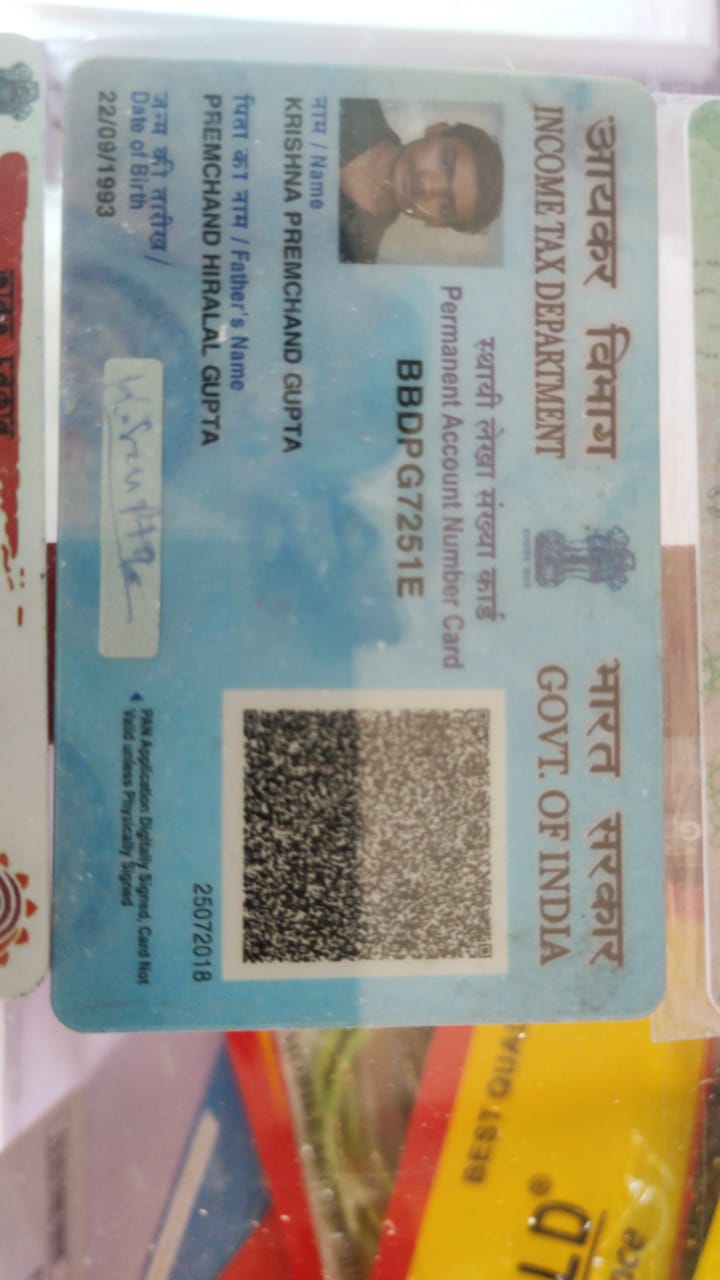 आयकर विभाग
INCOME TAX DEPARTMENT
भारत सरकार
GOVT. OF INDIA
स्थायी लेखा संख्या कार्ड
Permanent Account Number Card
BBDPG7251E
नाम / Name
KRISHNA PREMCHAND GUPTA
पिता का नाम / Father's Name
PREMCHAND HIRALAL GUPTA
जन्म की तारीख /
Date of Birth
22/09/1993
25072018
PAN Application Digitally Signed, Card Not
Valid unless Physically Signed
BEST QUA
LD®